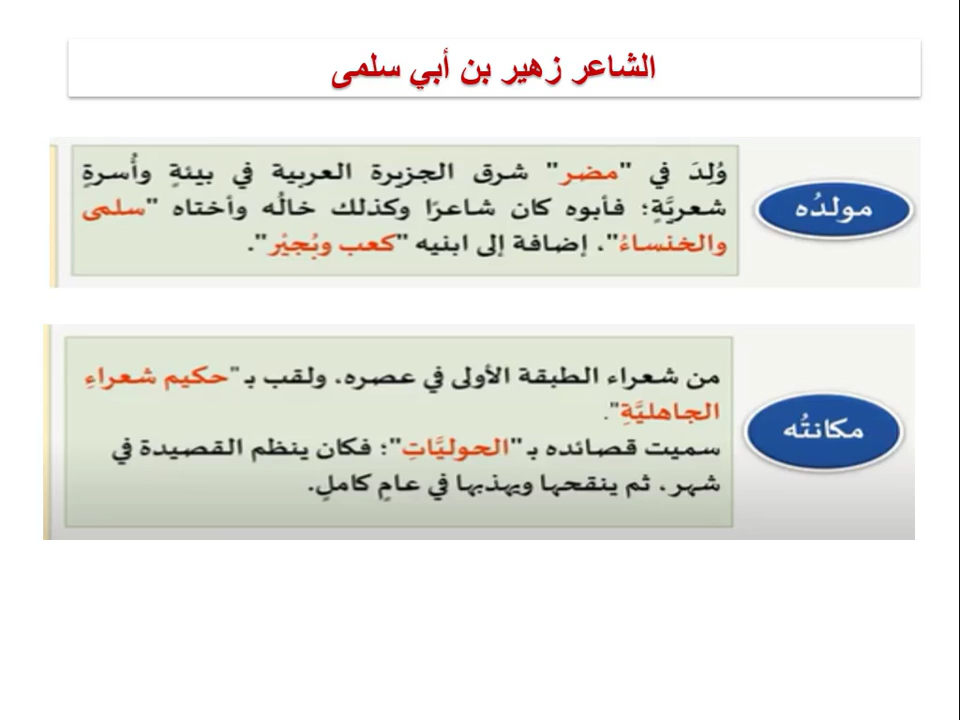 الشاعر زهير بن أبي سلمى
مولدُه
وُلِدَ في "مضر" شرق الجزيرة العربية في بيئةٍ وأُسرةٍ
شعريَّةٍ؛ فأبوه كان شاعرًا وكذلك خالُه وأختاه "سلمى
والخنساءُ"، إضافة إلى ابنيه "كعب وبُجيْر".
مكانتُه
من شعراء الطبقة الأولى في عصره، ولقب بـ "حكيم شعراءِ
الجاهليَّةِ".
سميت قصائده بـ "الحوليَّاتِ"؛ فكان ينظم القصيدة في
شهر، ثم ينقحها ويهذبها في عامٍ كاملٍ.